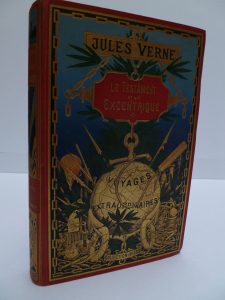 JULES VERNE
LE TESTAMENT
D'UN
EXCENTRIQUE
VOYAGES
EXTRAORDINAIRES